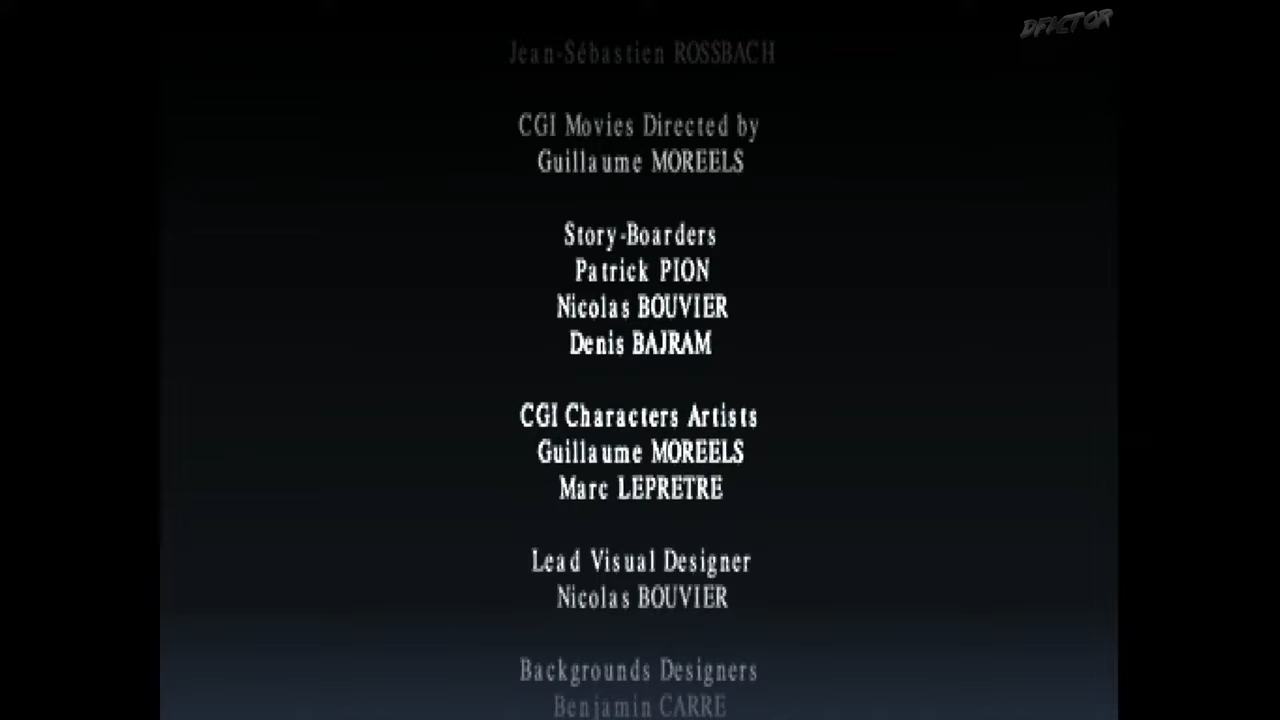 DFACTOR
Jean-Sébastien ROSSBACH
CGI Movies Directed by
Guillaume MOREELS
Story-Boarders
Patrick PION
Nicolas BOUVIER
Denis BAJRAM
CGI Characters Artists
Guillaume MOREELS
Marc LEPRETRE
Lead Visual Designer
Nicolas BOUVIER
Backgrounds Designers
Benjamin CARRE